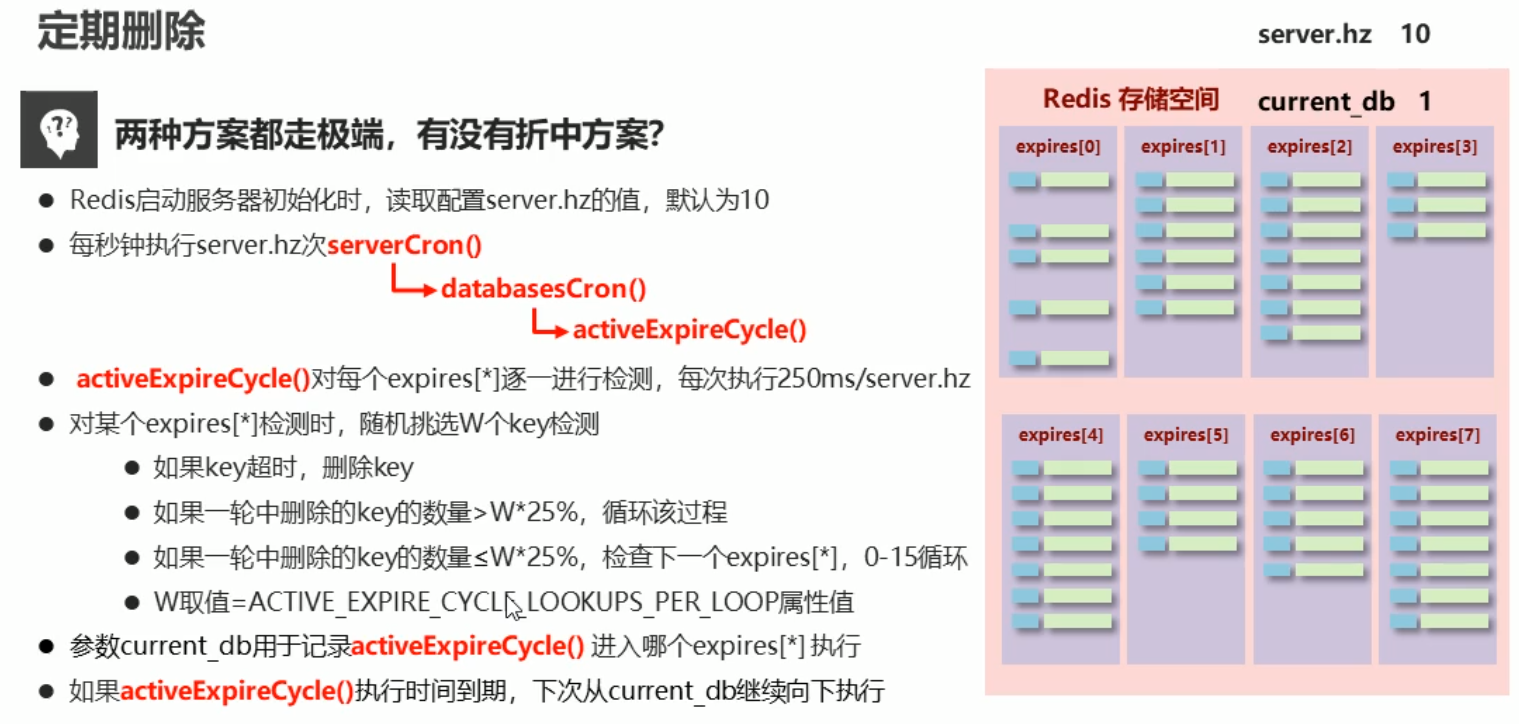 定期删除
server.hz 10
两种方案都走极端，有没有折中方案?
Redis启动服务器初始化时，读取配置server.hz的值，默认为10
每秒钟执行server.hz次serverCron()
databasesCron()
activeExpireCycle()
activeExpireCycle()对每个expires[*]逐一进行检测，每次执行250ms/server.hz
对某个expires[*]检测时，随机挑选W个key检测
如果key超时，删除key
如果一轮中删除的key的数量>W*25%，循环该过程
如果一轮中删除的key的数量≤W*25%，检查下一个expires[*]，0-15循环
W取值=ACTIVE_EXPIRE_CYCLE_LOOKUPS_PER_LOOP属性值
参数current_db用于记录activeExpireCycle() 进入哪个expires[*] 执行
如果activeExpireCycle()执行时间到期，下次从current_db继续向下执行
Redis 存储空间 current_db 1
expires[0] expires[1] expires[2] expires[3]
expires[4] expires[5] expires[6] expires[7]